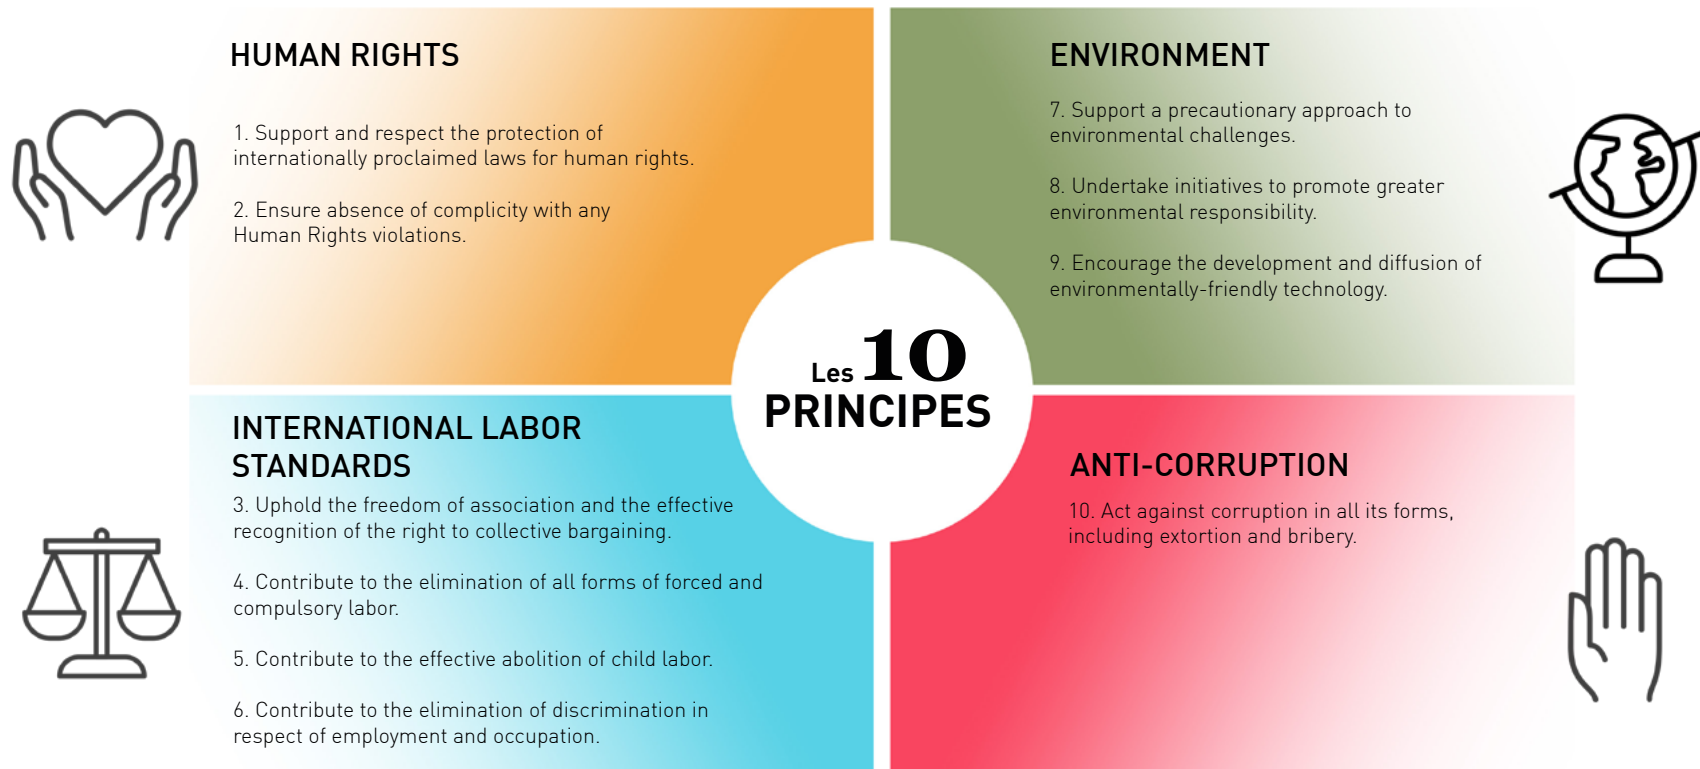 HUMAN RIGHTS
1. Support and respect the protection of
internationally proclaimed laws for human rights.
2. Ensure absence of complicity with any
Human Rights violations.
ENVIRONMENT
7. Support a precautionary approach to
environmental challenges.
8. Undertake initiatives to promote greater
environmental responsibility.
9. Encourage the development and diffusion of
environmentally-friendly technology.
Les 10
PRINCIPES
INTERNATIONAL LABOR
STANDARDS
3. Uphold the freedom of association and the effective
recognition of the right to collective bargaining.
4. Contribute to the elimination of all forms of forced and
compulsory labor.
5. Contribute to the effective abolition of child labor.
6. Contribute to the elimination of discrimination in
respect of employment and occupation.
ANTI-CORRUPTION
10. Act against corruption in all its forms,
including extortion and bribery.